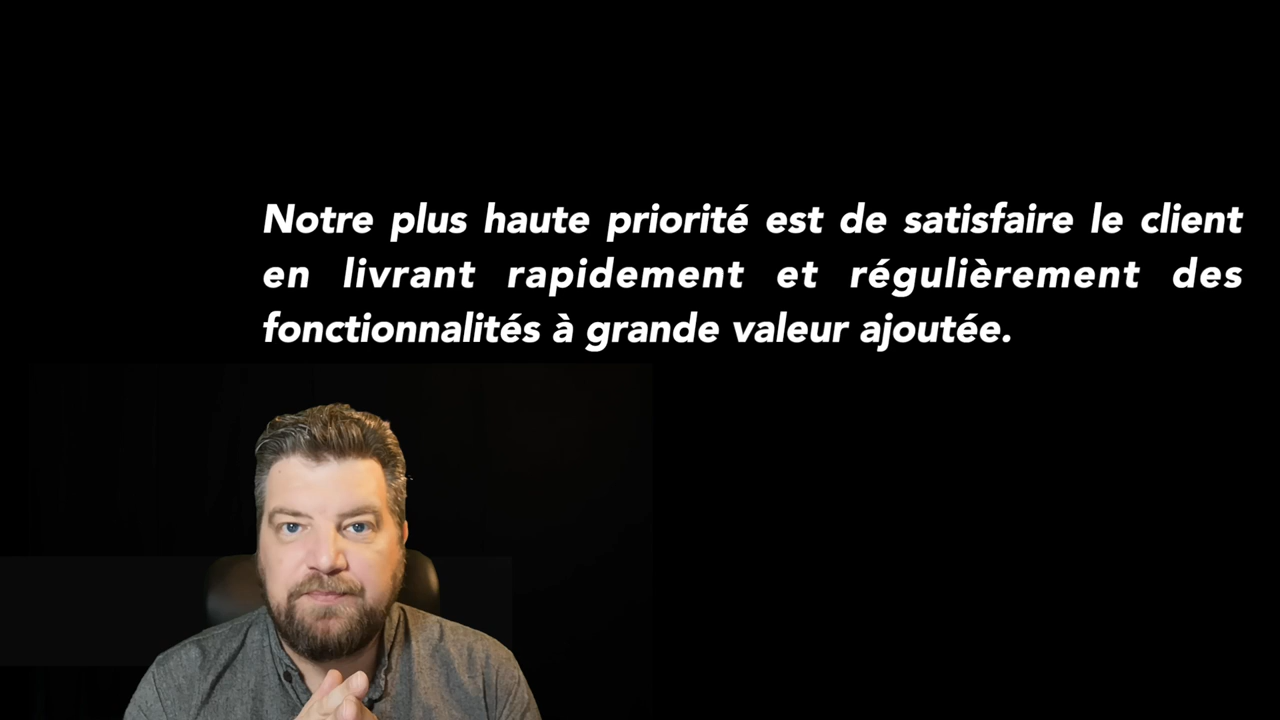 Notre plus haute priorité est de satisfaire le client
en livrant rapidement et régulièrement des
fonctionnalités à grande valeur ajoutée.